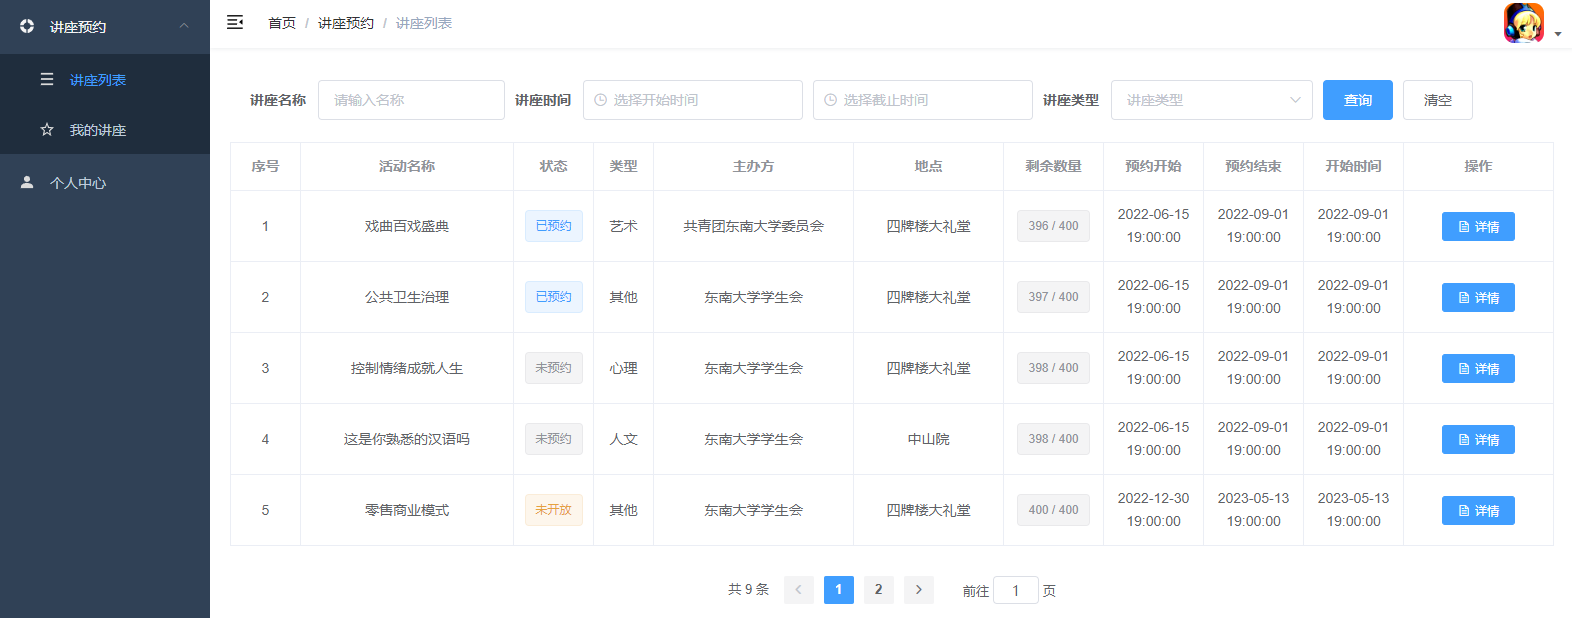 讲座预约
首页 / 讲座预约 / 讲座列表
讲座列表
我的讲座
个人中心
讲座名称 请输入名称 讲座时间 选择开始时间 选择截止时间 讲座类型 讲座类型 查询 清空
序号 活动名称 状态 类型 主办方 地点 剩余数量 预约开始 预约结束 开始时间 操作
1 戏曲百戏盛典 已预约 艺术 共青团东南大学委员会 四牌楼大礼堂 396 / 400 2022-06-15 19:00:00 2022-09-01 19:00:00 2022-09-01 19:00:00 详情
2 公共卫生治理 已预约 其他 东南大学学生会 四牌楼大礼堂 397 / 400 2022-06-15 19:00:00 2022-09-01 19:00:00 2022-09-01 19:00:00 详情
3 控制情绪成就人生 未预约 心理 东南大学学生会 四牌楼大礼堂 398 / 400 2022-06-15 19:00:00 2022-09-01 19:00:00 2022-09-01 19:00:00 详情
4 这是你熟悉的汉语吗 未预约 人文 东南大学学生会 中山院 398 / 400 2022-06-15 19:00:00 2022-09-01 19:00:00 2022-09-01 19:00:00 详情
5 零售商业模式 未开放 其他 东南大学学生会 四牌楼大礼堂 400 / 400 2022-12-30 19:00:00 2023-05-13 19:00:00 2023-05-13 19:00:00 详情
共 9 条 1 2 前往 1 页